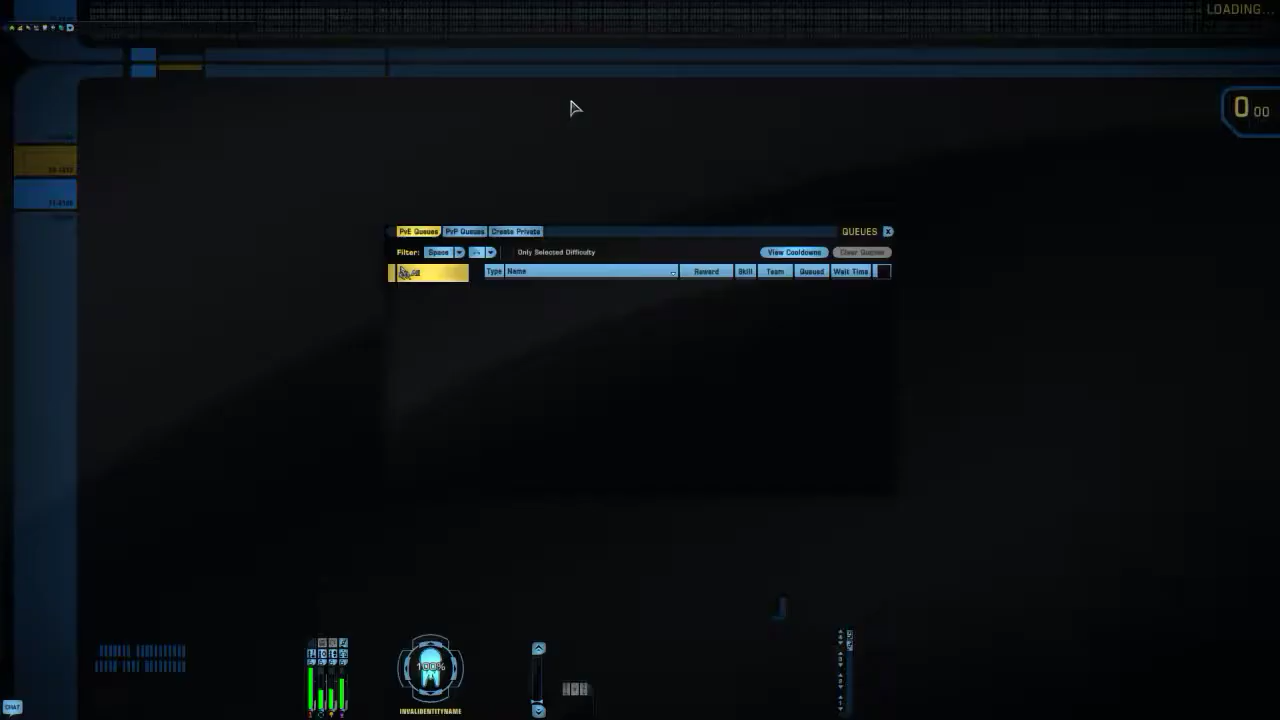 LOADING...
0 00
PvE Queues PvP Queues Create Private QUEUES X
Filter: Space Only Selected Difficulty View Cooldowns Clear Queues
Type Name Reward Skill Team Queued Wait Time
100%
INVALIDENTITYNAME
CHAT